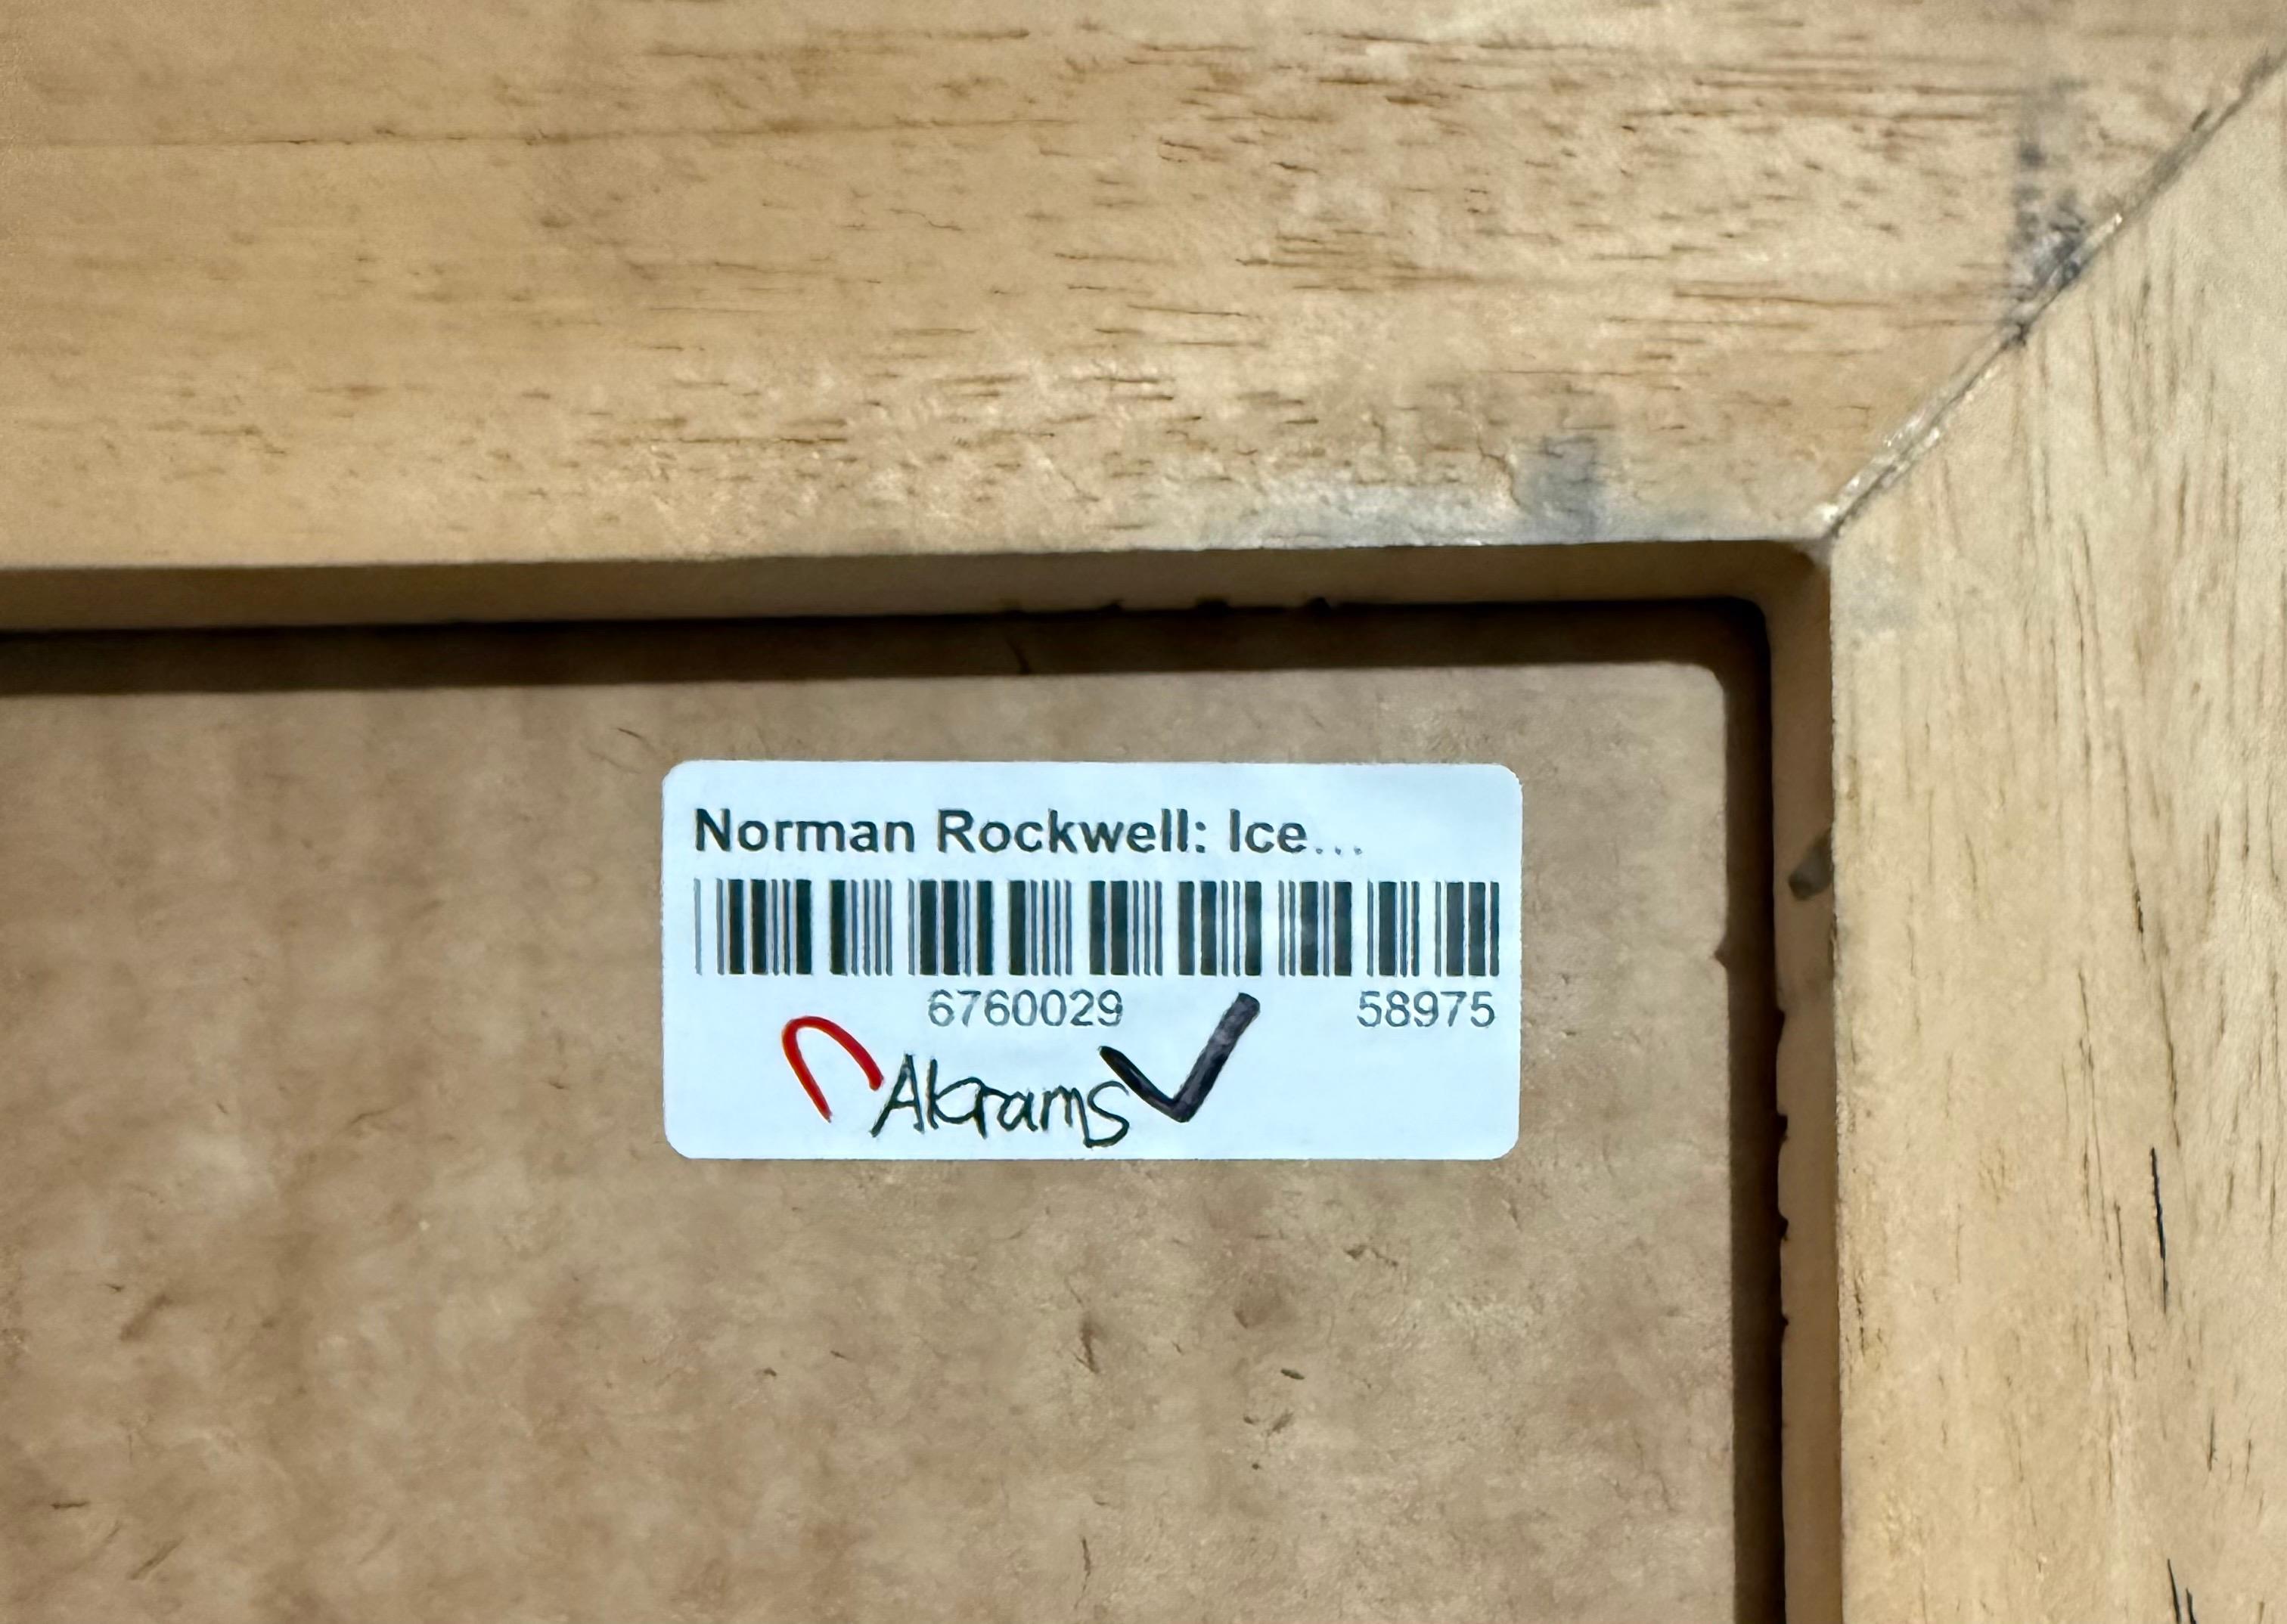 Norman Rockwell: Ice...
6760029 58975
Akrams